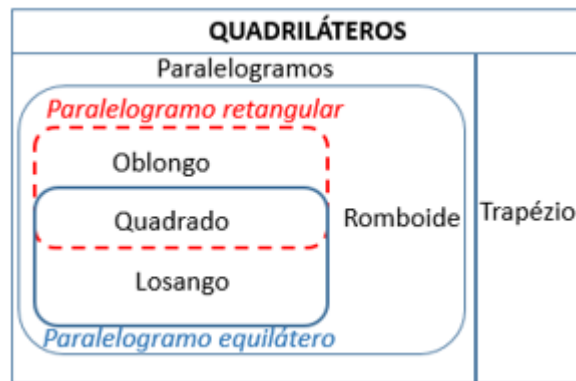 QUADRILÁTEROS
Paralelogramos
Paralelogramo retangular
Oblongo
Quadrado
Romboide
Trapézio
Losango
Paralelogramo equilátero